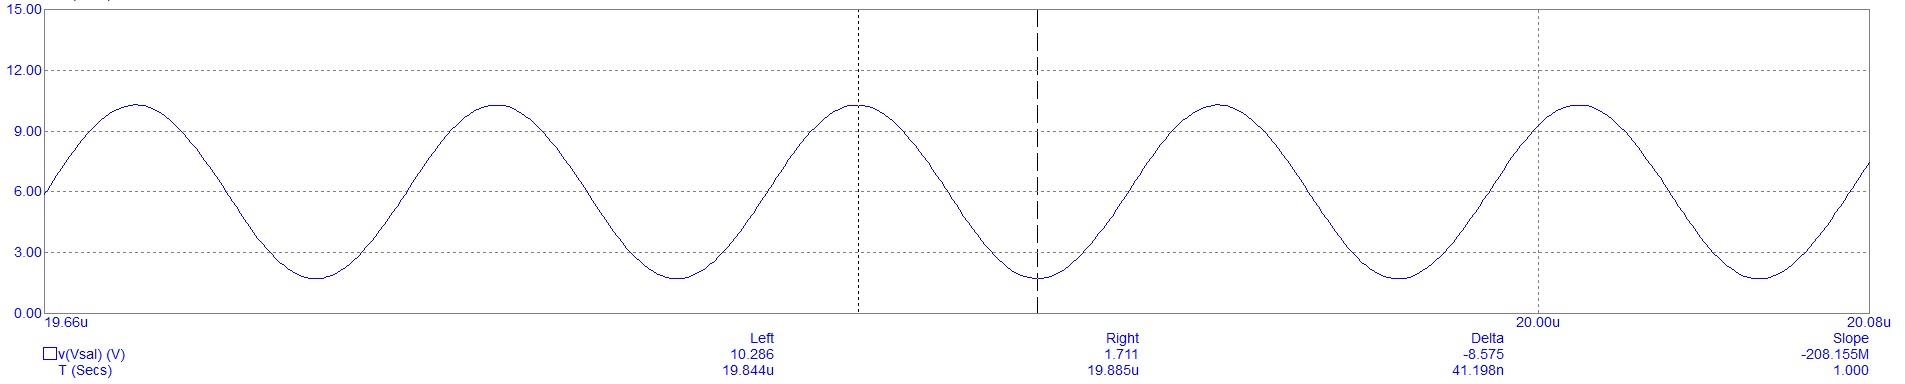 15.00
12.00
9.00
6.00
3.00
0.00
19.66u 20.00u 20.08u
Left Right Delta Slope
v(Vsal) (V) 10.286 1.711 -8.575 -208.155M
T (Secs) 19.844u 19.885u 41.198n 1.000